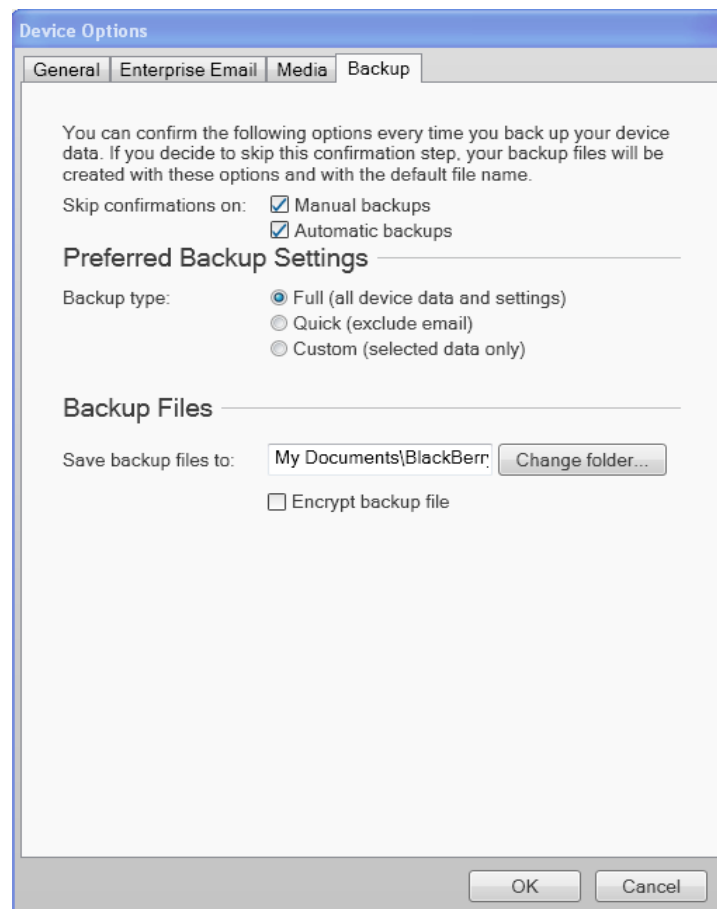 Device Options
General Enterprise Email Media Backup
You can confirm the following options every time you back up your device
data. If you decide to skip this confirmation step, your backup files will be
created with these options and with the default file name.
Skip confirmations on: Manual backups
Automatic backups
Preferred Backup Settings
Backup type: Full (all device data and settings)
Quick (exclude email)
Custom (selected data only)
Backup Files
Save backup files to: My Documents\BlackBerry Change folder...
Encrypt backup file
OK Cancel